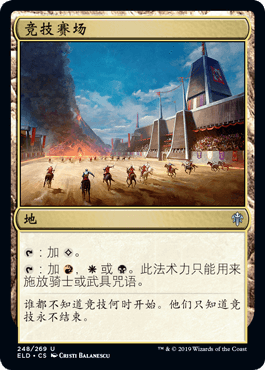 竞技赛场
地
：加。
：加，或。此法术力只能用来
施放骑士或武具咒语。
谁都不知道竞技何时开始。他们只知道竞
技永不结束。
248/269 U
ELD • CS CRISTI BALANESCU
™ & © 2019 Wizards of the Coast